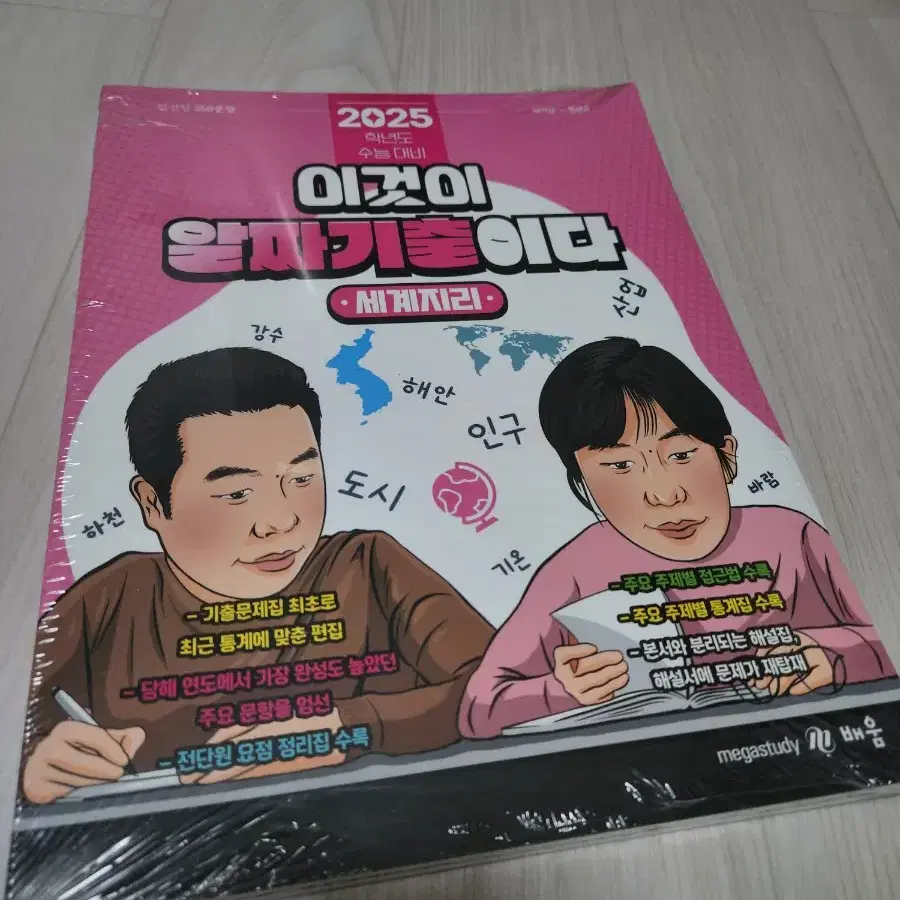 2025
학년도
수능 대비
이것이
알짜기출이다
·세계지리·
강수
수업
해안
인구
도시
바람
하천
기온
- 기출문제집 최초로
최근 통계에 맞춘 편집
- 당해 연도에서 가장 완성도 높았던
주요 문항을 엄선
- 전단원 요점 정리집 수록
- 주요 주제별 접근법 수록
- 주요 주제별 통계집 수록
- 본서와 분리되는 해설집,
해설서에 문제가 재탑재
megastudy 배움